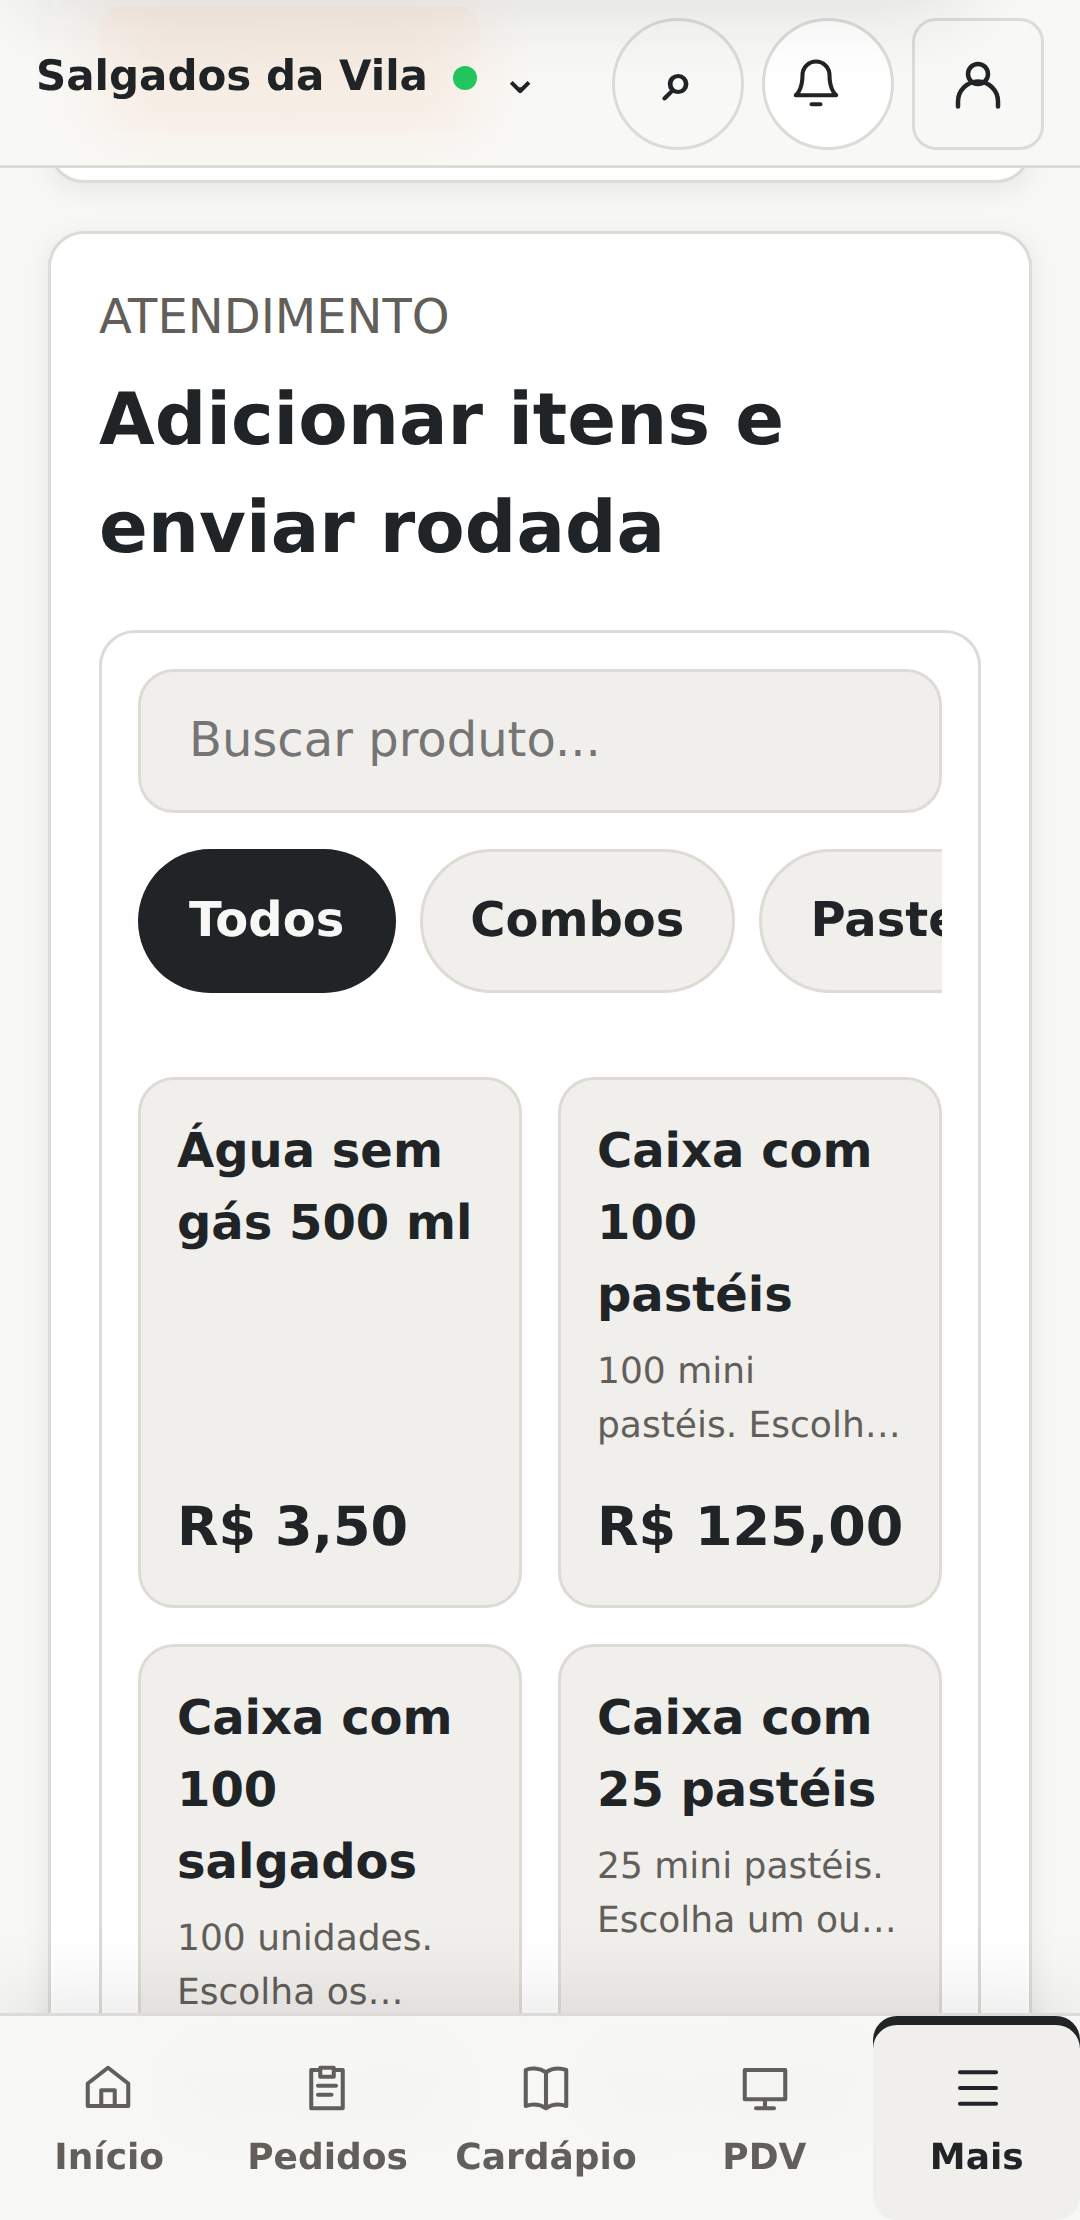 Salgados da Vila
ATENDIMENTO
Adicionar itens e
enviar rodada
Buscar produto...
Todos
Combos
Paste
Água sem
gás 500 ml
R$ 3,50
Caixa com
100
pastéis
100 mini
pastéis. Escolh...
R$ 125,00
Caixa com
100
salgados
100 unidades.
Escolha os...
Caixa com
25 pastéis
25 mini pastéis.
Escolha um ou...
Início
Pedidos
Cardápio
PDV
Mais